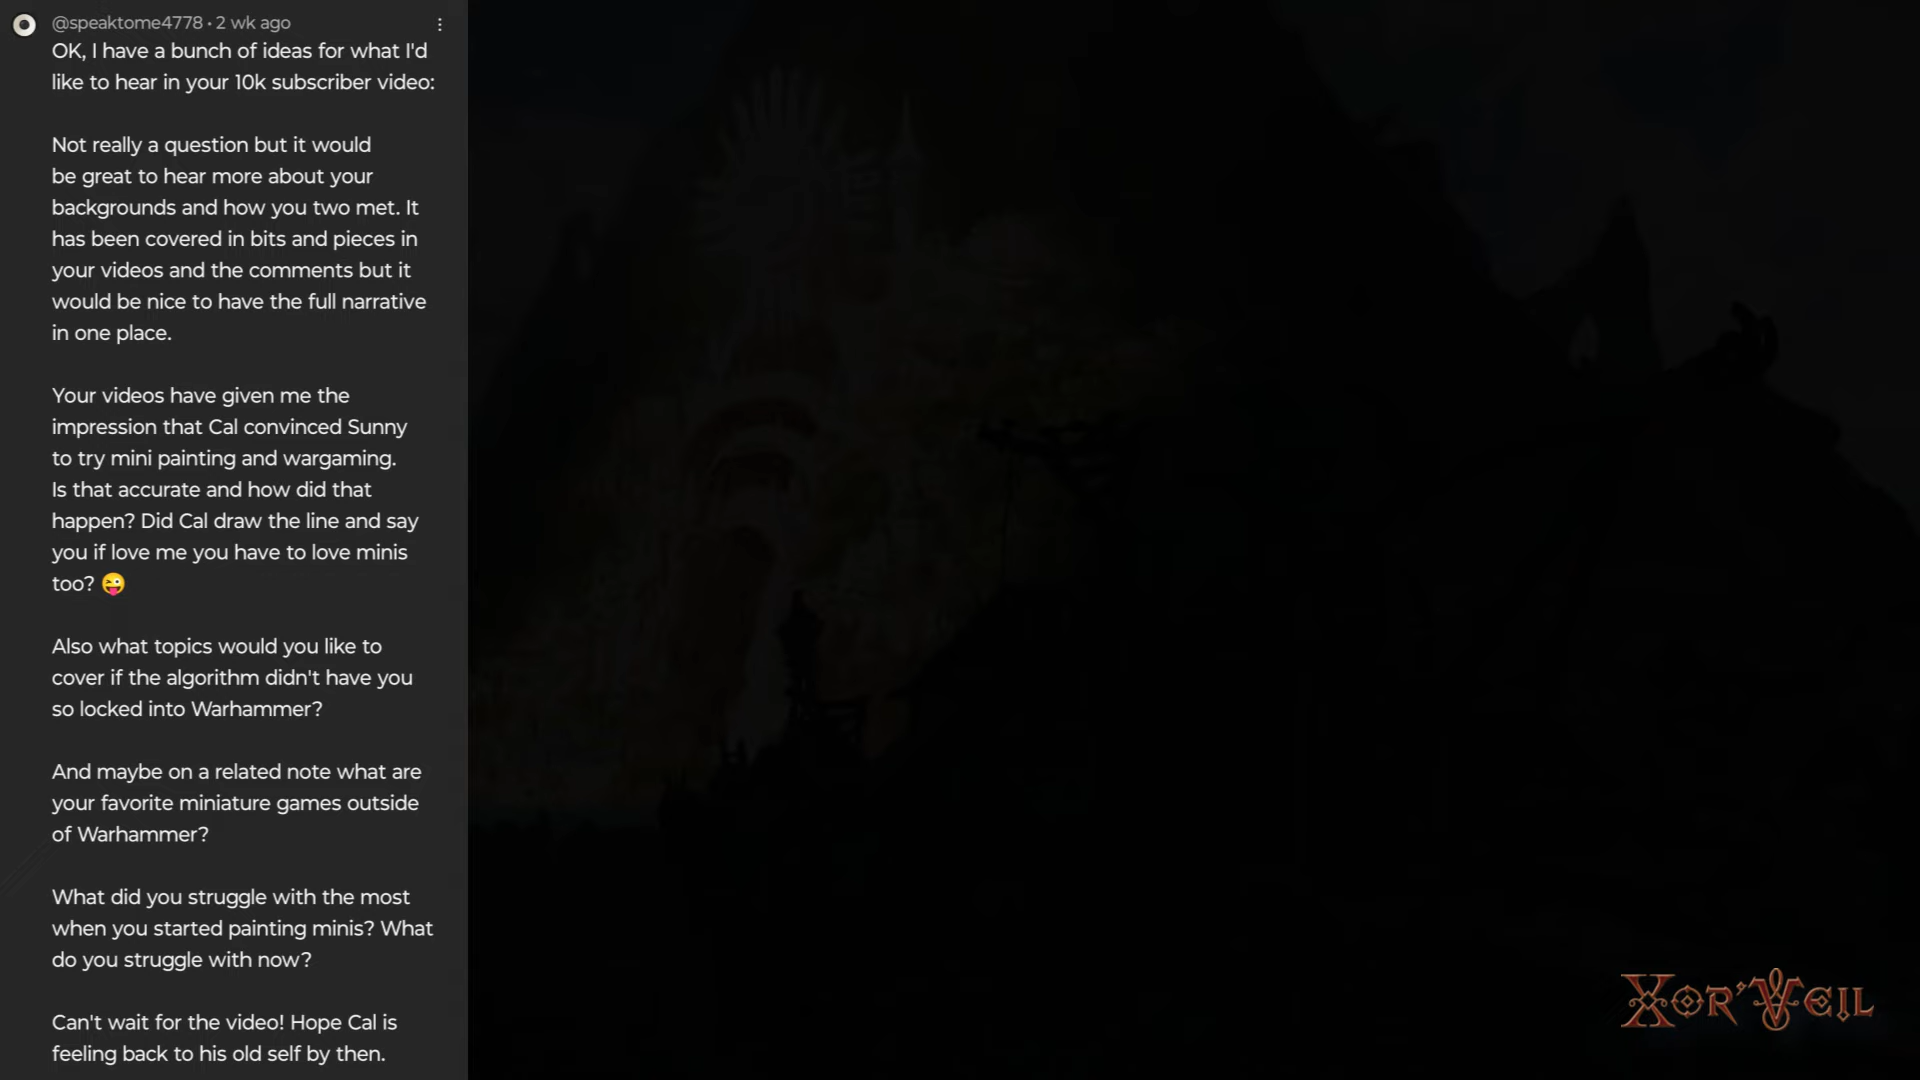 @speaktome4778 • 2 wk ago
OK, I have a bunch of ideas for what I'd
like to hear in your 10k subscriber video:
Not really a question but it would
be great to hear more about your
backgrounds and how you two met. It
has been covered in bits and pieces in
your videos and the comments but it
would be nice to have the full narrative
in one place.
Your videos have given me the
impression that Cal convinced Sunny
to try mini painting and wargaming.
Is that accurate and how did that
happen? Did Cal draw the line and say
you if love me you have to love minis
too? 😜
Also what topics would you like to
cover if the algorithm didn't have you
so locked into Warhammer?
And maybe on a related note what are
your favorite miniature games outside
of Warhammer?
What did you struggle with the most
when you started painting minis? What
do you struggle with now?
Can't wait for the video! Hope Cal is
feeling back to his old self by then.
Xor'Veil